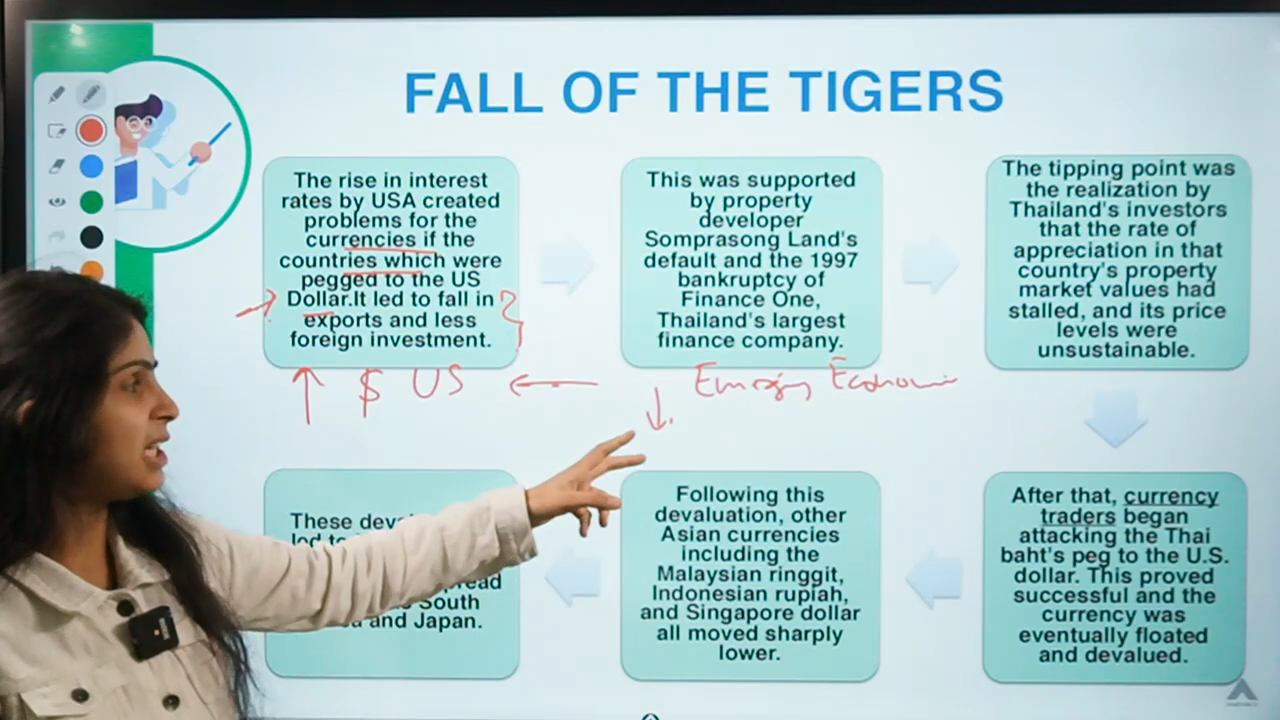 FALL OF THE TIGERS
The rise in interest
rates by USA created
problems for the
currencies if the
countries which were
pegged to the US
Dollar.It led to fall in
exports and less
foreign investment.
This was supported
by property
developer
Somprasong Land's
default and the 1997
bankruptcy of
Finance One,
Thailand's largest
finance company.
The tipping point was
the realization by
Thailand's investors
that the rate of
appreciation in that
country's property
market values had
stalled, and its price
levels were
unsustainable.
↑ $ US ← ↓
After that, currency
traders began
attacking the Thai
baht's peg to the U.S.
dollar. This proved
successful and the
currency was
eventually floated
and devalued.
Following this
devaluation, other
Asian currencies
including the
Malaysian ringgit,
Indonesian rupiah,
and Singapore dollar
all moved sharply
lower.
These
South
and Japan.